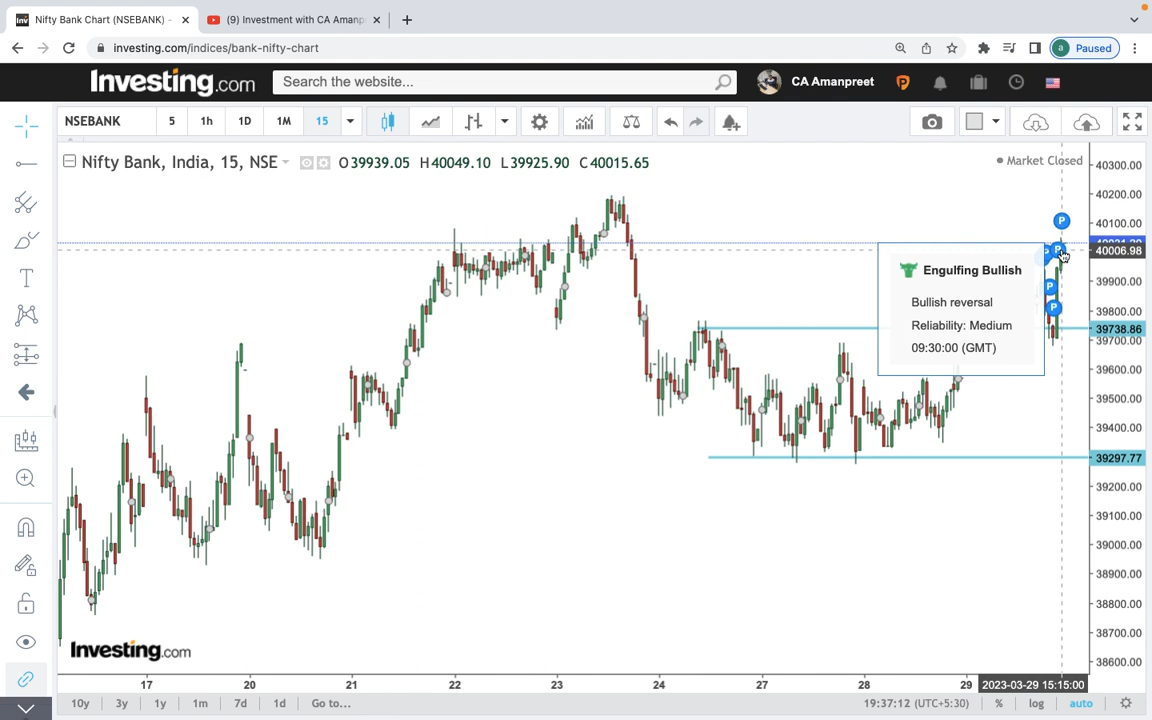 Nifty Bank Chart (NSEBANK) -
(9) Investment with CA Amanp
investing.com/indices/bank-nifty-chart
a Paused
Investing.com
Search the website...
CA Amanpreet
NSEBANK 5 1h 1D 1M 15
Nifty Bank, India, 15, NSE O39939.05 H40049.10 L39925.90 C40015.65
Market Closed
40300.00
40200.00
40100.00
40006.98
39900.00
39800.00
39738.86
39700.00
39600.00
39500.00
39400.00
39297.77
39200.00
39100.00
39000.00
38900.00
38800.00
38700.00
38600.00
P
P
P
P
P
Engulfing Bullish
Bullish reversal
Reliability: Medium
09:30:00 (GMT)
T
Investing.com
17 20 21 22 23 24 27 28 29 2023-03-29 15:15:00
10y 3y 1y 1m 7d 1d Go to... 19:37:12 (UTC+5:30) % log auto